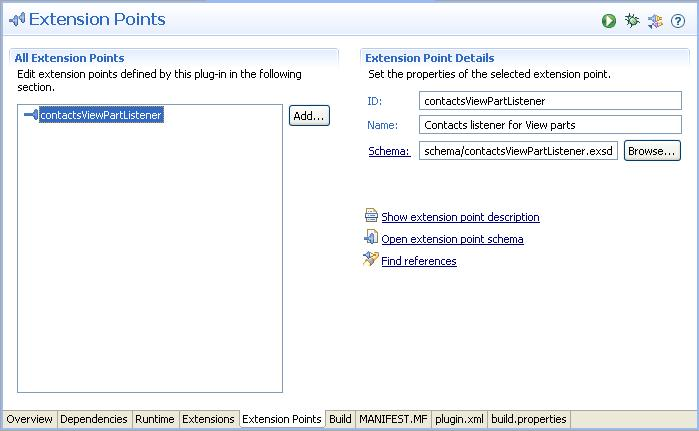 Extension Points
All Extension Points
Edit extension points defined by this plug-in in the following
section.
contactsViewPartListener
Add...
Extension Point Details
Set the properties of the selected extension point.
ID:
contactsViewPartListener
Name:
Contacts listener for View parts
Schema:
schema/contactsViewPartListener.exsd
Browse...
Show extension point description
Open extension point schema
Find references
Overview
Dependencies
Runtime
Extensions
Extension Points
Build
MANIFEST.MF
plugin.xml
build.properties